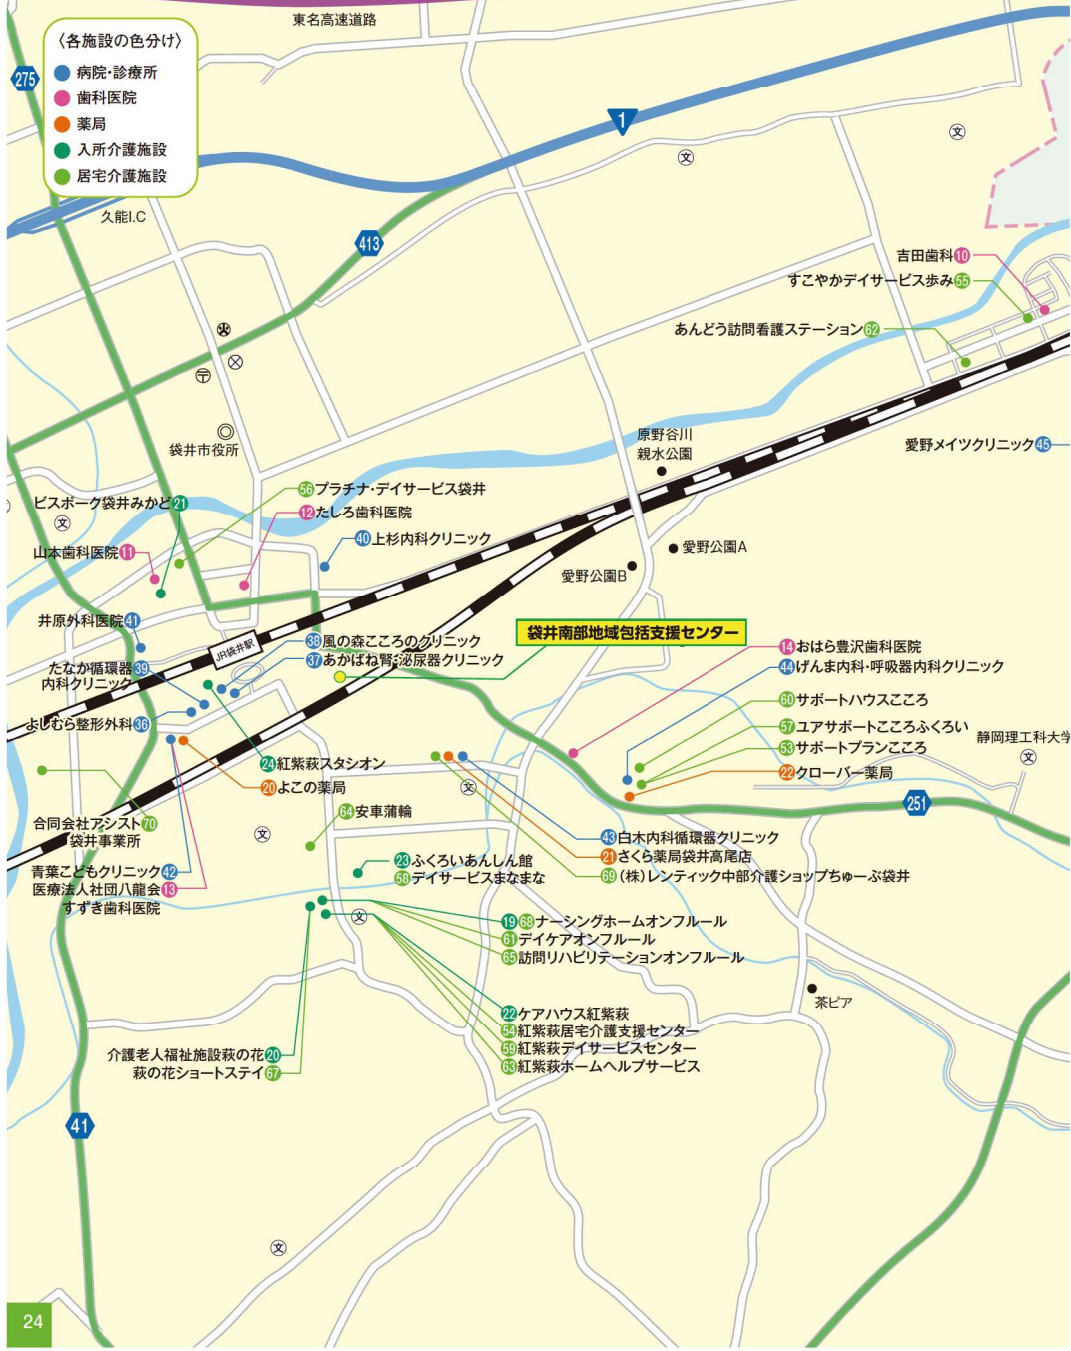 東名高速道路
〈各施設の色分け〉
病院・診療所
歯科医院
薬局
入所介護施設
居宅介護施設
275
1
文
文
久能I.C
413
吉田歯科10
すこやかデイサービス歩み55
あんどう訪問看護ステーション62
〒
袋井市役所
原野谷川
親水公園
愛野メイツクリニック45
ビスポーク袋井みかど21
文
56プラチナ・デイサービス袋井
12たしろ歯科医院
40上杉内科クリニック
山本歯科医院11
愛野公園A
愛野公園B
井原外科医院41
JR袋井駅
袋井南部地域包括支援センター
38風の森こころのクリニック
37あかばね腎・泌尿器クリニック
たなか循環器39
内科クリニック
よしむら整形外科36
14おはら豊沢歯科医院
44げんま内科・呼吸器内科クリニック
60サポートハウスこころ
57ユアサポートこころふくろい
53サポートプランこころ
22クローバー薬局
静岡理工科大学
文
24紅紫萩スタシオン
20よこの薬局
文
251
64安車蒲輪
合同会社アシスト70
袋井事業所
文
43白木内科循環器クリニック
21さくら薬局袋井高尾店
69(株)レンティック中部介護ショップちゅーぶ袋井
23ふくろいあんしん館
58デイサービスまなまな
青葉こどもクリニック42
医療法人社団八龍会13
すずき歯科医院
文
19 68ナーシングホームオンフルール
61デイケアオンフルール
65訪問リハビリテーションオンフルール
茶ピア
22ケアハウス紅紫萩
54紅紫萩居宅介護支援センター
59紅紫萩デイサービスセンター
63紅紫萩ホームヘルプサービス
介護老人福祉施設萩の花20
萩の花ショートステイ67
41
文
24